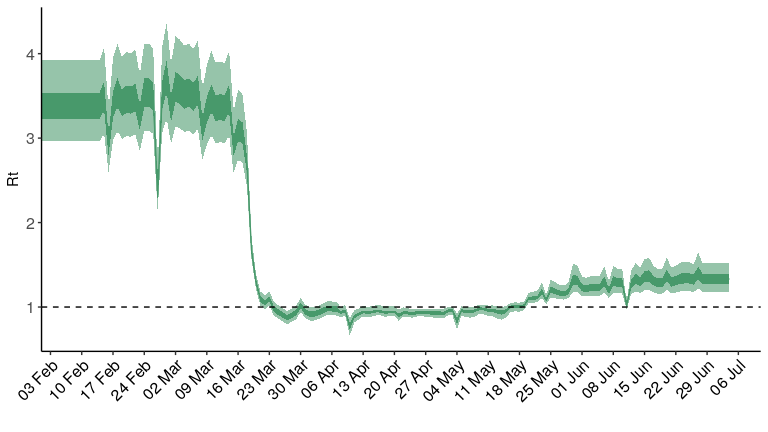 4
3
2
1
Rt
03 Feb
10 Feb
17 Feb
24 Feb
02 Mar
09 Mar
16 Mar
23 Mar
30 Mar
06 Apr
13 Apr
20 Apr
27 Apr
04 May
11 May
18 May
25 May
01 Jun
08 Jun
15 Jun
22 Jun
29 Jun
06 Jul